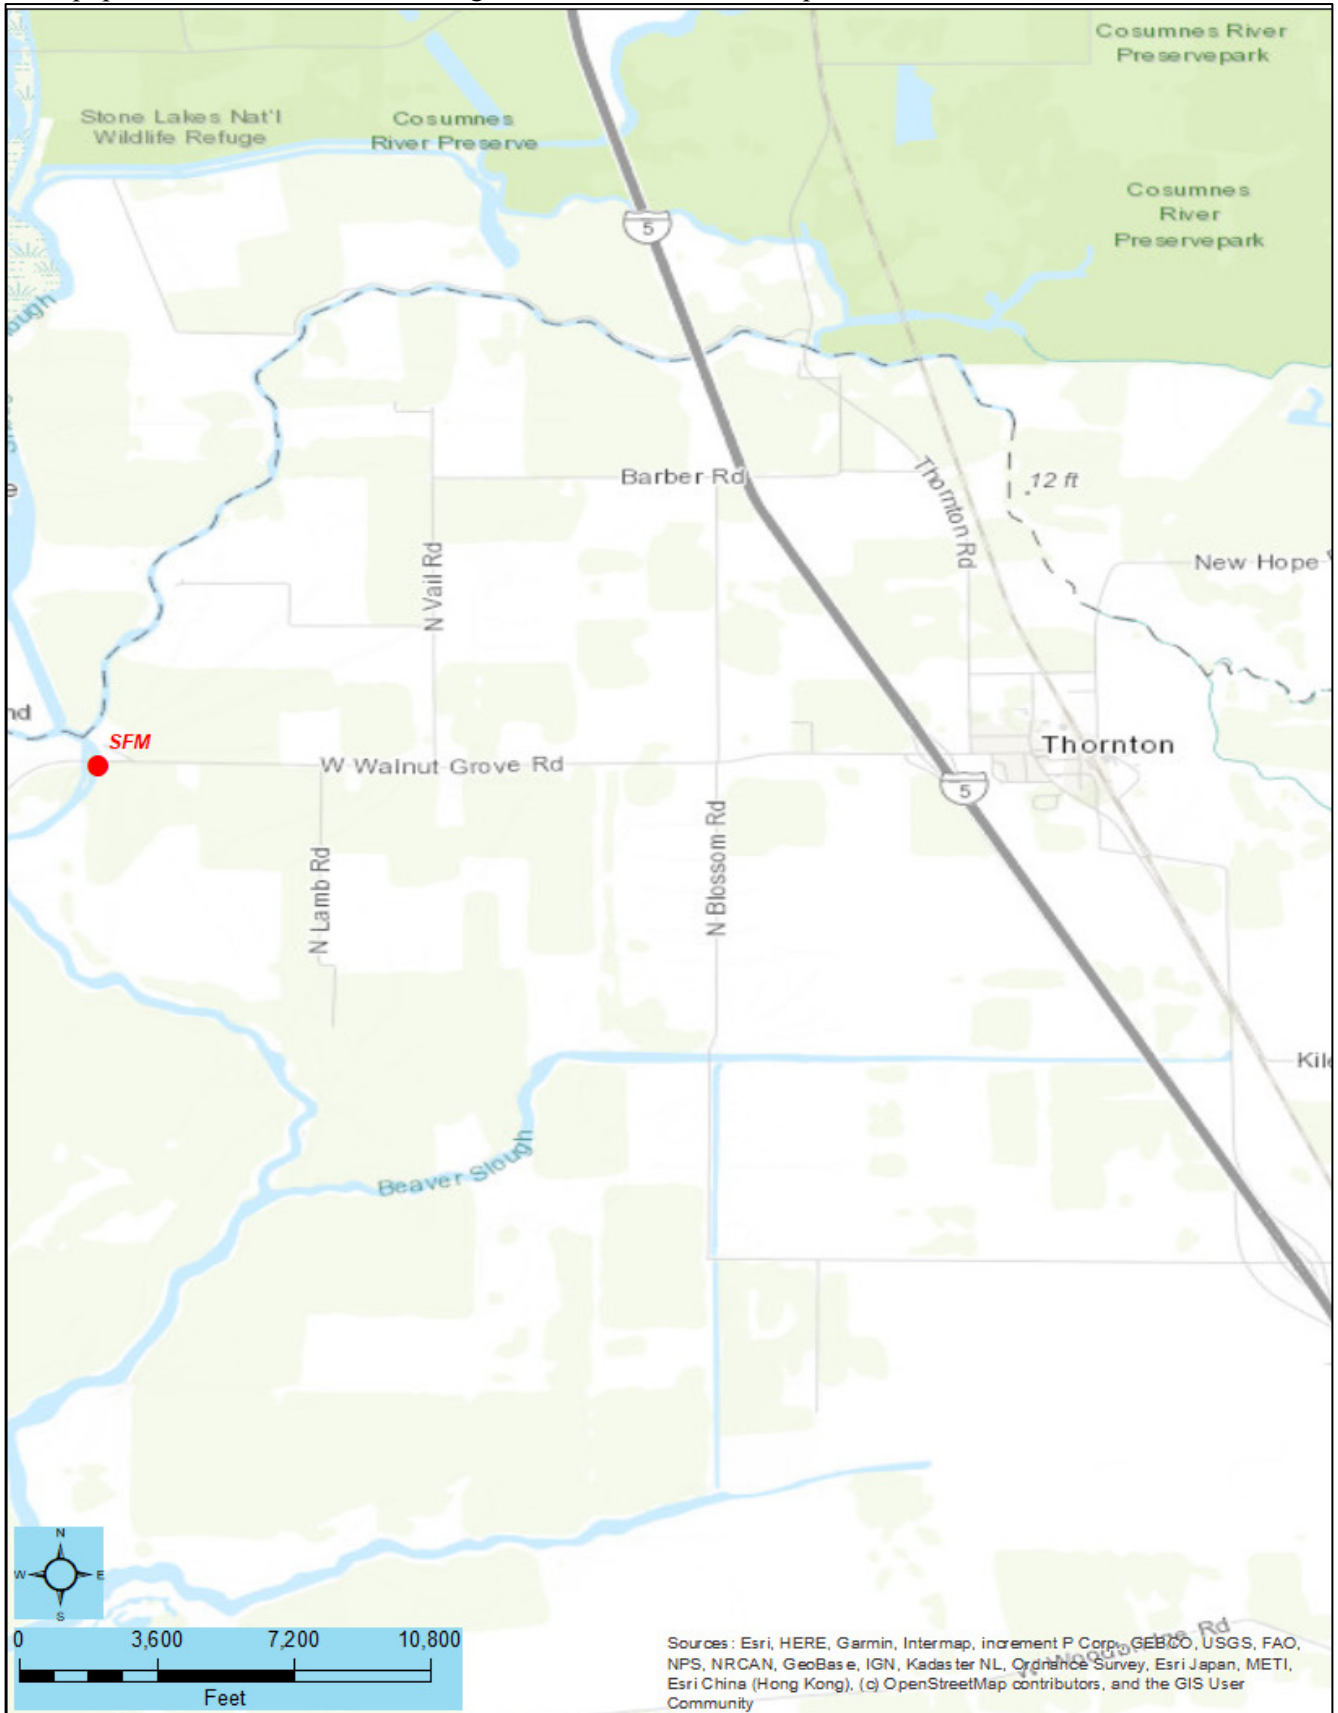 Cosumnes River
Preservepark
Stone Lakes Nat'l
Wildlife Refuge
Cosumnes
River Preserve
Cosumnes
River
Preservepark
5
ough
Barber Rd
Thornton Rd
12 ft
New Hope
N Vail Rd
nd
SFM
W Walnut Grove Rd
Thornton
5
N Blossom Rd
N Lamb Rd
Kile
Beaver Slough
N
W E
S
0 3,600 7,200 10,800
Feet
W Woodbridge Rd
Sources: Esri, HERE, Garmin, Intermap, increment P Corp., GEBCO, USGS, FAO,
NPS, NRCAN, GeoBase, IGN, Kadaster NL, Ordnance Survey, Esri Japan, METI,
Esri China (Hong Kong), (c) OpenStreetMap contributors, and the GIS User
Community